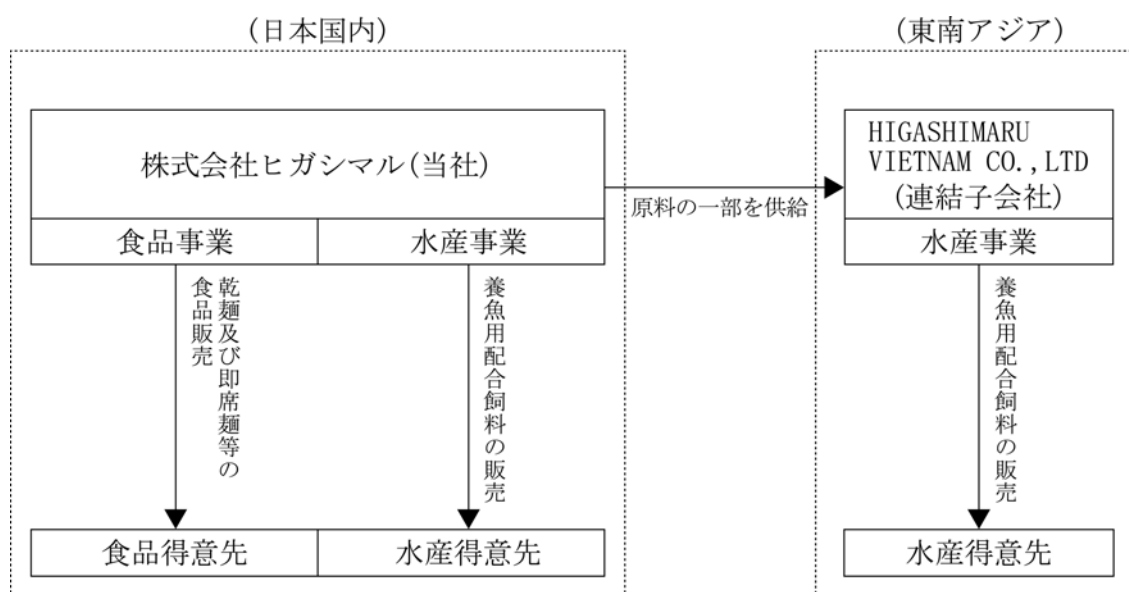 (日本国内)
(東南アジア)
株式会社ヒガシマル(当社)
食品事業
水産事業
原料の一部を供給
HIGASHIMARU
VIETNAM CO.,LTD
(連結子会社)
水産事業
乾麺及び即席麺等の
食品販売
養魚用配合飼料の販売
養魚用配合飼料の販売
食品得意先
水産得意先
水産得意先